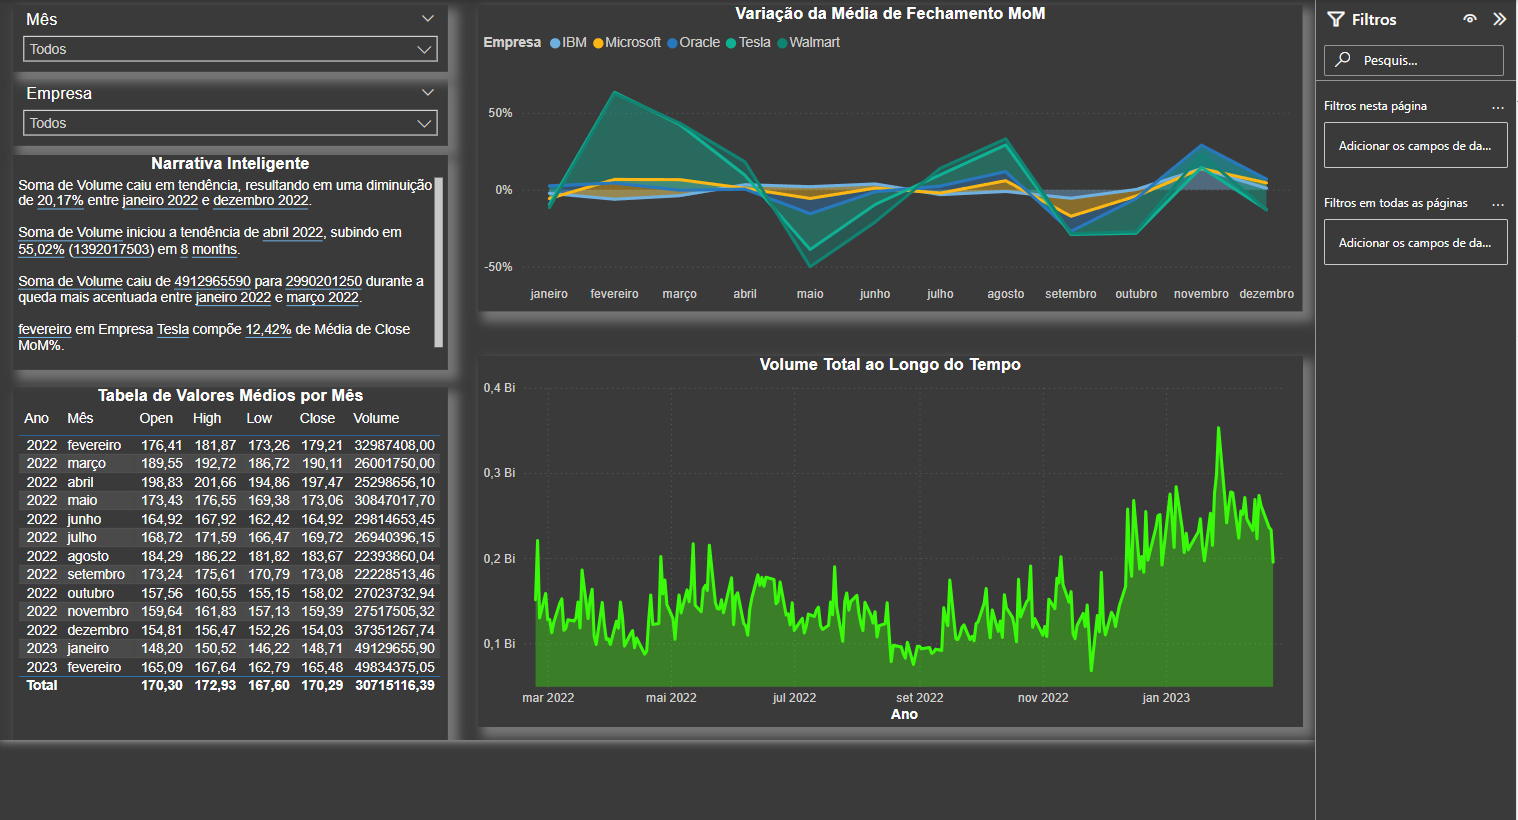 Mês
Todos
Empresa
Todos
Narrativa Inteligente
Soma de Volume caiu em tendência, resultando em uma diminuição
de 20,17% entre janeiro 2022 e dezembro 2022.
Soma de Volume iniciou a tendência de abril 2022, subindo em
55,02% (1392017503) em 8 months.
Soma de Volume caiu de 4912965590 para 2990201250 durante a
queda mais acentuada entre janeiro 2022 e março 2022.
fevereiro em Empresa Tesla compõe 12,42% de Média de Close
MoM%.
Tabela de Valores Médios por Mês
Ano Mês Open High Low Close Volume
2022 fevereiro 176,41 181,87 173,26 179,21 32987408,00
2022 março 189,55 192,72 186,72 190,11 26001750,00
2022 abril 198,83 201,66 194,86 197,47 25298656,10
2022 maio 173,43 176,55 169,38 173,06 30847017,70
2022 junho 164,92 167,92 162,42 164,92 29814653,45
2022 julho 168,72 171,59 166,47 169,72 26940396,15
2022 agosto 184,29 186,22 181,82 183,67 22393860,04
2022 setembro 173,24 175,61 170,79 173,08 22228513,46
2022 outubro 157,56 160,55 155,15 158,02 27023732,94
2022 novembro 159,64 161,83 157,13 159,39 27517505,32
2022 dezembro 154,81 156,47 152,26 154,03 37351267,74
2023 janeiro 148,20 150,52 146,22 148,71 49129655,90
2023 fevereiro 165,09 167,64 162,79 165,48 49834375,05
Total 170,30 172,93 167,60 170,29 30715116,39
Variação da Média de Fechamento MoM
Empresa IBM Microsoft Oracle Tesla Walmart
50%
0%
-50%
janeiro fevereiro março abril maio junho julho agosto setembro outubro novembro dezembro
Volume Total ao Longo do Tempo
0,4 Bi
0,3 Bi
0,2 Bi
0,1 Bi
mar 2022 mai 2022 jul 2022 set 2022 nov 2022 jan 2023
Ano
Filtros
Pesquis...
Filtros nesta página ...
Adicionar os campos de da...
Filtros em todas as páginas ...
Adicionar os campos de da...